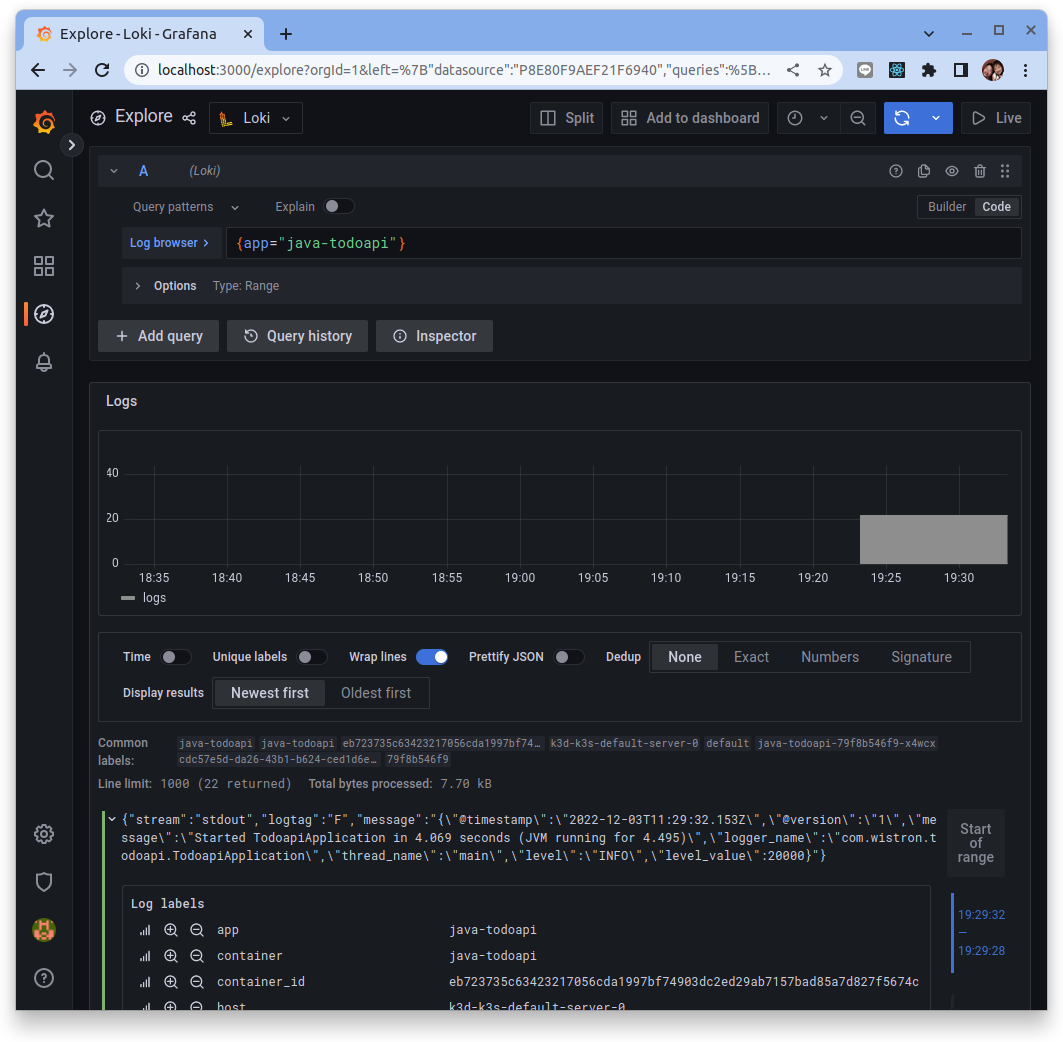 Explore - Loki - Grafana
localhost:3000/explore?orgId=1&left=%7B"datasource":"P8E80F9AEF21F6940","queries":%5B…
Explore
Loki
Split
Add to dashboard
Live
A (Loki)
Query patterns
Explain
Builder
Code
Log browser
{app="java-todoapi"}
Options Type: Range
+ Add query
Query history
Inspector
Logs
40
20
0
18:35 18:40 18:45 18:50 18:55 19:00 19:05 19:10 19:15 19:20 19:25 19:30
logs
Time
Unique labels
Wrap lines
Prettify JSON
Dedup
None
Exact
Numbers
Signature
Display results
Newest first
Oldest first
Common labels: java-todoapi java-todoapi eb723735c63423217056cda1997bf74… k3d-k3s-default-server-0 default java-todoapi-79f8b546f9-x4wcx
cdc57e5d-da26-43b1-b624-ced1d6e… 79f8b546f9
Line limit: 1000 (22 returned) Total bytes processed: 7.70 kB
{"stream":"stdout","logtag":"F","message":"{\"@timestamp\":\"2022-12-03T11:29:32.153Z\",\"@version\":\"1\",\"me
ssage\":\"Started TodoapiApplication in 4.069 seconds (JVM running for 4.495)\",\"logger_name\":\"com.wistron.t
odoapi.TodoapiApplication\",\"thread_name\":\"main\",\"level\":\"INFO\",\"level_value\":20000}"}
Start
of
range
19:29:32
—
19:29:28
Log labels
app java-todoapi
container java-todoapi
container_id eb723735c63423217056cda1997bf74903dc2ed29ab7157bad85a7d827f5674c
host k3d-k3s-default-server-0